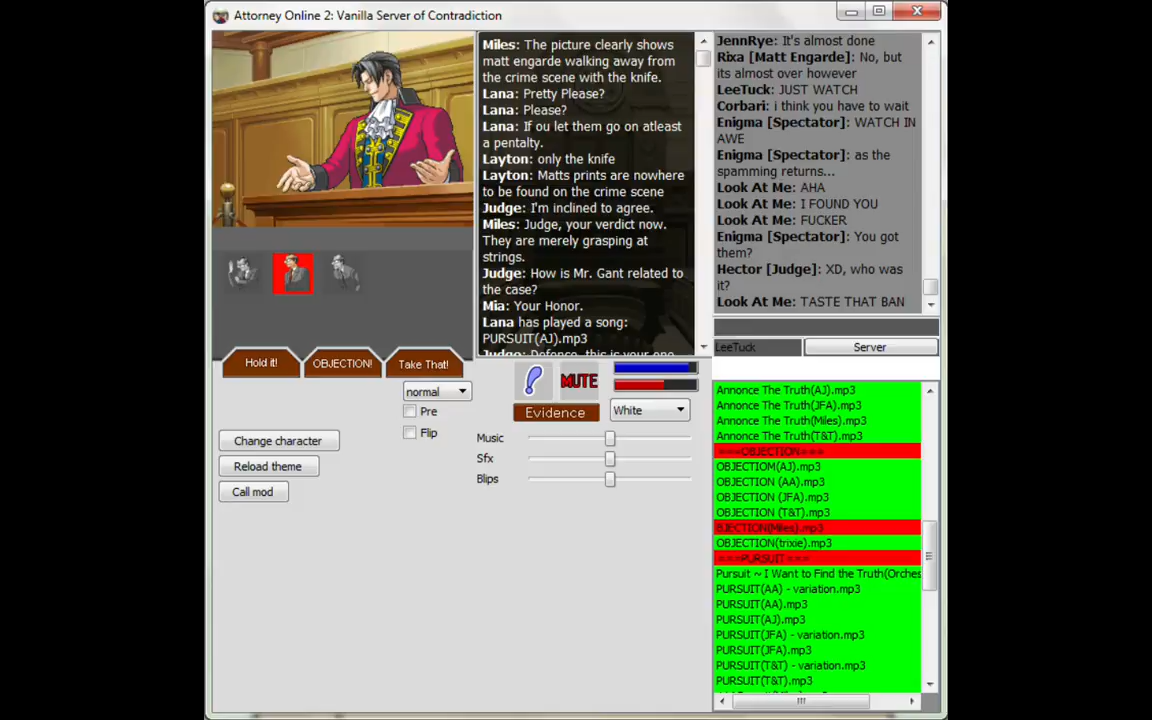 Attorney Online 2: Vanilla Server of Contradiction
Miles: The picture clearly shows
matt engarde walking away from
the crime scene with the knife.
Lana: Pretty Please?
Lana: Please?
Lana: If ou let them go on atleast
a pentalty.
Layton: only the knife
Layton: Matts prints are nowhere
to be found on the crime scene
Judge: I'm inclined to agree.
Miles: Judge, your verdict now.
They are merely grasping at
strings.
Judge: How is Mr. Gant related to
the case?
Mia: Your Honor.
Lana has played a song:
PURSUIT(AJ).mp3
Judge: Defence, this is your one
JennRye: It's almost done
Rixa [Matt Engarde]: No, but
its almost over however
LeeTuck: JUST WATCH
Corbari: i think you have to wait
Enigma [Spectator]: WATCH IN
AWE
Enigma [Spectator]: as the
spamming returns...
Look At Me: AHA
Look At Me: I FOUND YOU
Look At Me: FUCKER
Enigma [Spectator]: You got
them?
Hector [Judge]: XD, who was
it?
Look At Me: TASTE THAT BAN
LeeTuck
Server
Hold it!
OBJECTION!
Take That!
normal
Pre
Flip
MUTE
Evidence
White
Change character
Reload theme
Call mod
Music
Sfx
Blips
Annonce The Truth(AJ).mp3
Annonce The Truth(JFA).mp3
Annonce The Truth(Miles).mp3
Annonce The Truth(T&T).mp3
===OBJECTION===
OBJECTIOM(AJ).mp3
OBJECTION (AA).mp3
OBJECTION (JFA).mp3
OBJECTION (T&T).mp3
BJECTION(Miles).mp3
OBJECTION(trixie).mp3
===PURSUIT===
Pursuit ~ I Want to Find the Truth(Orches
PURSUIT(AA) - variation.mp3
PURSUIT(AA).mp3
PURSUIT(AJ).mp3
PURSUIT(JFA) - variation.mp3
PURSUIT(JFA).mp3
PURSUIT(T&T) - variation.mp3
PURSUIT(T&T).mp3